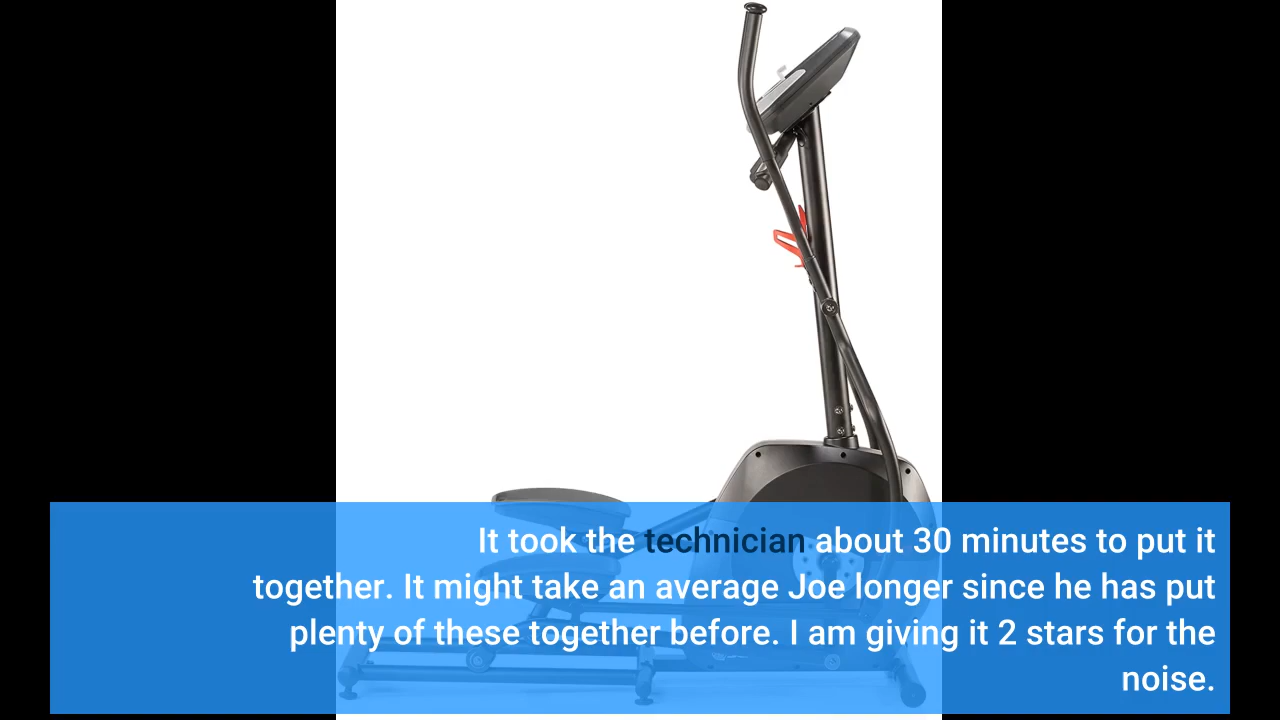 It took the technician about 30 minutes to put it
together. It might take an average Joe longer since he has put
plenty of these together before. I am giving it 2 stars for the
noise.